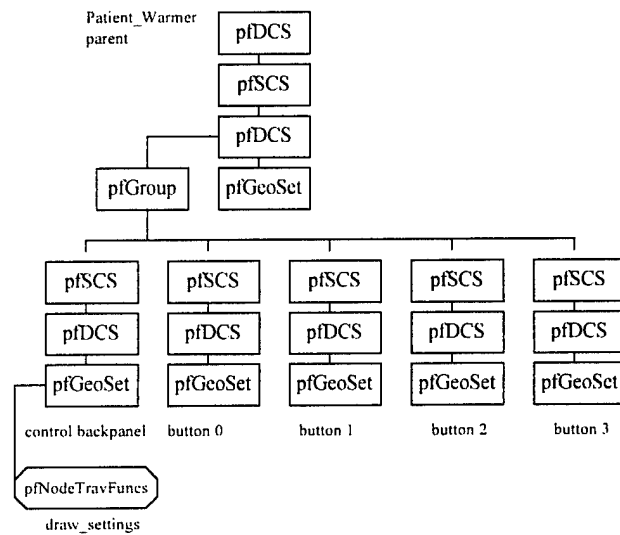 Patient_Warmer
parent
pfDCS
pfSCS
pfDCS
pfGroup
pfGeoSet
pfSCS pfSCS pfSCS pfSCS pfSCS
pfDCS pfDCS pfDCS pfDCS pfDCS
pfGeoSet pfGeoSet pfGeoSet pfGeoSet pfGeoSet
control backpanel button 0 button 1 button 2 button 3
pfNodeTravFuncs
draw_settings